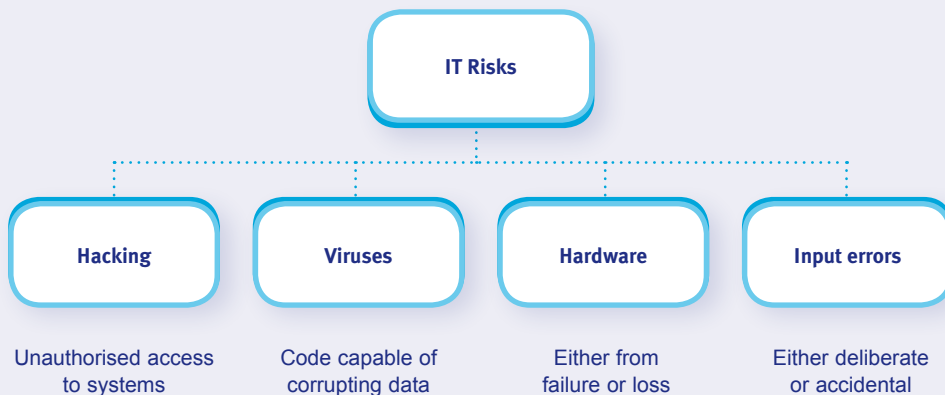 IT Risks
Hacking
Viruses
Hardware
Input errors
Unauthorised access
to systems
Code capable of
corrupting data
Either from
failure or loss
Either deliberate
or accidental